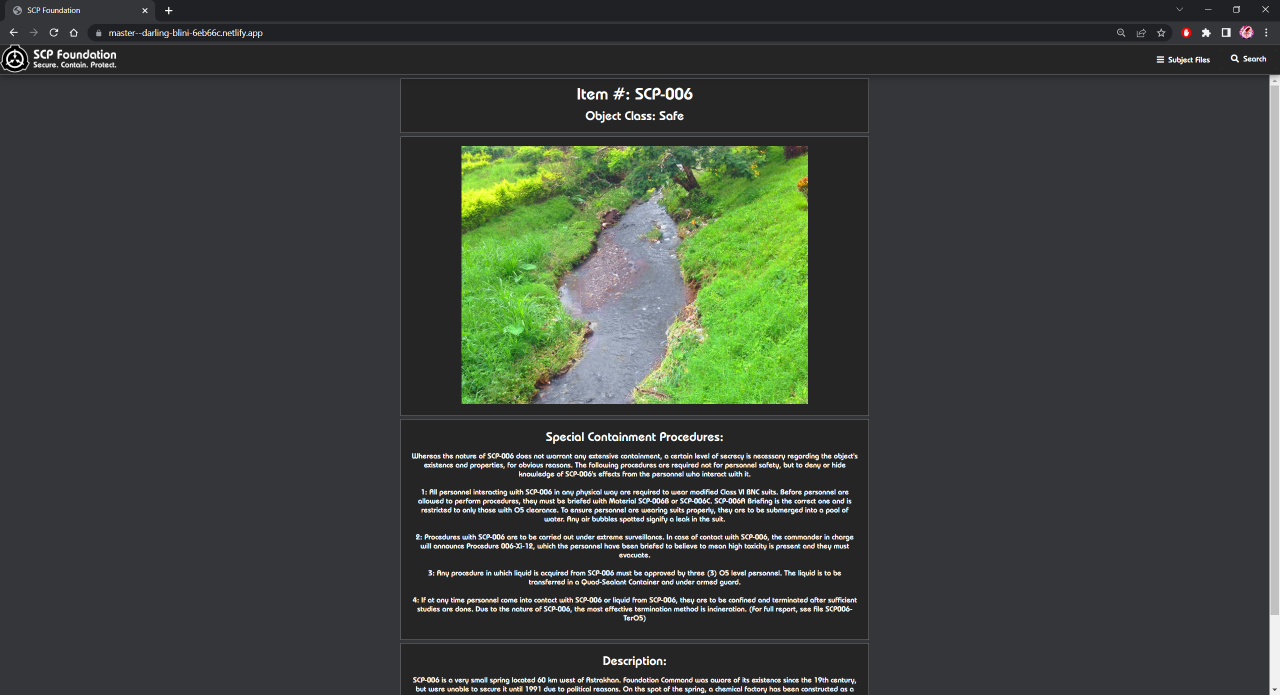 SCP Foundation
master--darling-blini-6eb66c.netlify.app
SCP Foundation
Secure. Contain. Protect.
Subject Files
Search
Item #: SCP-006
Object Class: Safe
Special Containment Procedures:
Whereas the nature of SCP-006 does not warrant any extensive containment, a certain level of secrecy is necessary regarding the object's
existence and properties, for obvious reasons. The following procedures are required not for personnel safety, but to deny or hide
knowledge of SCP-006's effects from the personnel who interact with it.
1: All personnel interacting with SCP-006 in any physical way are required to wear modified Class VI BNC suits. Before personnel are
allowed to perform procedures, they must be briefed with Material SCP-006B or SCP-006C. SCP-006A Briefing is the correct one and is
restricted to only those with O5 clearance. To ensure personnel are wearing suits properly, they are to be submerged into a pool of
water. Any air bubbles spotted signify a leak in the suit.
2: Procedures with SCP-006 are to be carried out under extreme surveillance. In case of contact with SCP-006, the commander in charge
will announce Procedure 006-Xi-12, which the personnel have been briefed to believe to mean high toxicity is present and they must
evacuate.
3: Any procedure in which liquid is acquired from SCP-006 must be approved by three (3) O5 level personnel. The liquid is to be
transferred in a Quad-Sealant Container and under armed guard.
4: If at any time personnel come into contact with SCP-006 or liquid from SCP-006, they are to be confined and terminated after sufficient
studies are done. Due to the nature of SCP-006, the most effective termination method is incineration. (For full report, see file SCP006-
TerO5)
Description:
SCP-006 is a very small spring located 60 km west of Astrakhan. Foundation Command was aware of its existence since the 19th century,
but were unable to secure it until 1991 due to political reasons. On the spot of the spring, a chemical factory has been constructed as a